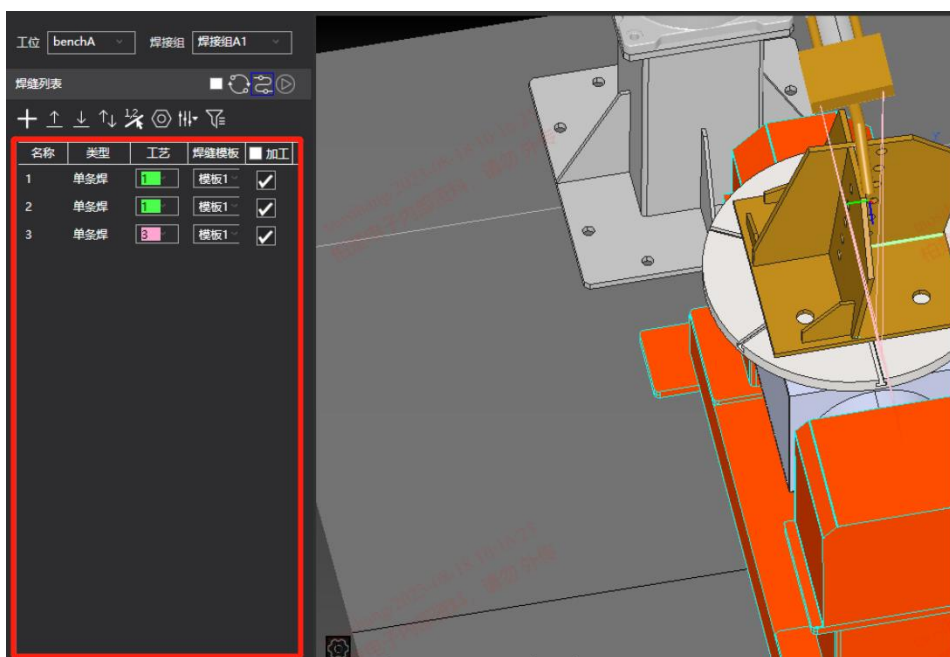 工位 benchA 焊接组 焊接组A1
焊缝列表
名称 类型 工艺 焊缝模板 加工
1 单条焊 1 模板1
2 单条焊 1 模板1
3 单条焊 3 模板1